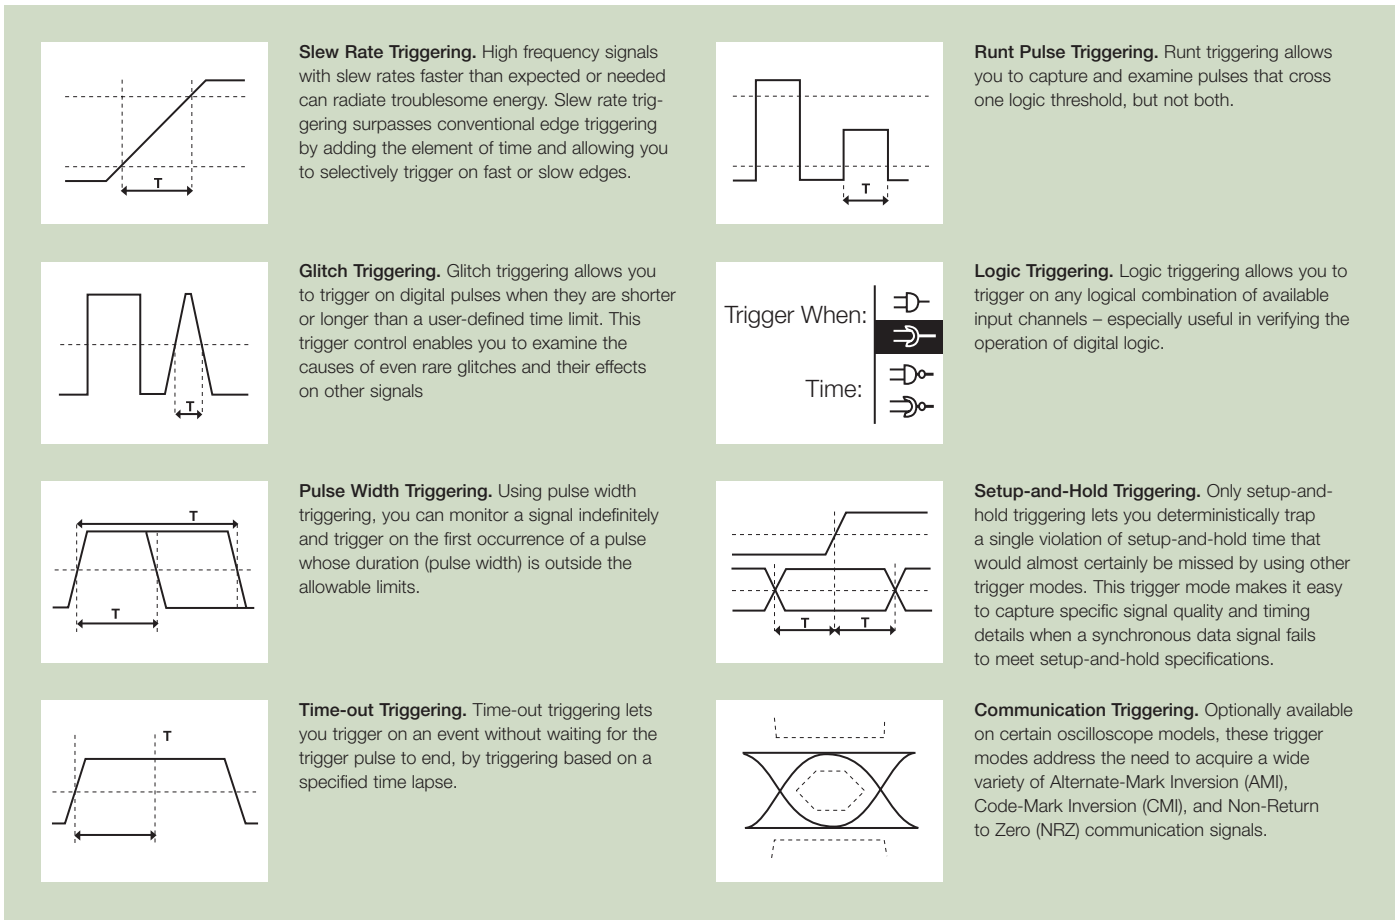 Slew Rate Triggering. High frequency signals
with slew rates faster than expected or needed
can radiate troublesome energy. Slew rate trig-
gering surpasses conventional edge triggering
by adding the element of time and allowing you
to selectively trigger on fast or slow edges.
T
Runt Pulse Triggering. Runt triggering allows
you to capture and examine pulses that cross
one logic threshold, but not both.
T
Glitch Triggering. Glitch triggering allows you
to trigger on digital pulses when they are shorter
or longer than a user-defined time limit. This
trigger control enables you to examine the
causes of even rare glitches and their effects
on other signals
T
Trigger When:
Time:
Logic Triggering. Logic triggering allows you to
trigger on any logical combination of available
input channels – especially useful in verifying the
operation of digital logic.
T
T
Pulse Width Triggering. Using pulse width
triggering, you can monitor a signal indefinitely
and trigger on the first occurrence of a pulse
whose duration (pulse width) is outside the
allowable limits.
T T
Setup-and-Hold Triggering. Only setup-and-
hold triggering lets you deterministically trap
a single violation of setup-and-hold time that
would almost certainly be missed by using other
trigger modes. This trigger mode makes it easy
to capture specific signal quality and timing
details when a synchronous data signal fails
to meet setup-and-hold specifications.
T
Time-out Triggering. Time-out triggering lets
you trigger on an event without waiting for the
trigger pulse to end, by triggering based on a
specified time lapse.
Communication Triggering. Optionally available
on certain oscilloscope models, these trigger
modes address the need to acquire a wide
variety of Alternate-Mark Inversion (AMI),
Code-Mark Inversion (CMI), and Non-Return
to Zero (NRZ) communication signals.